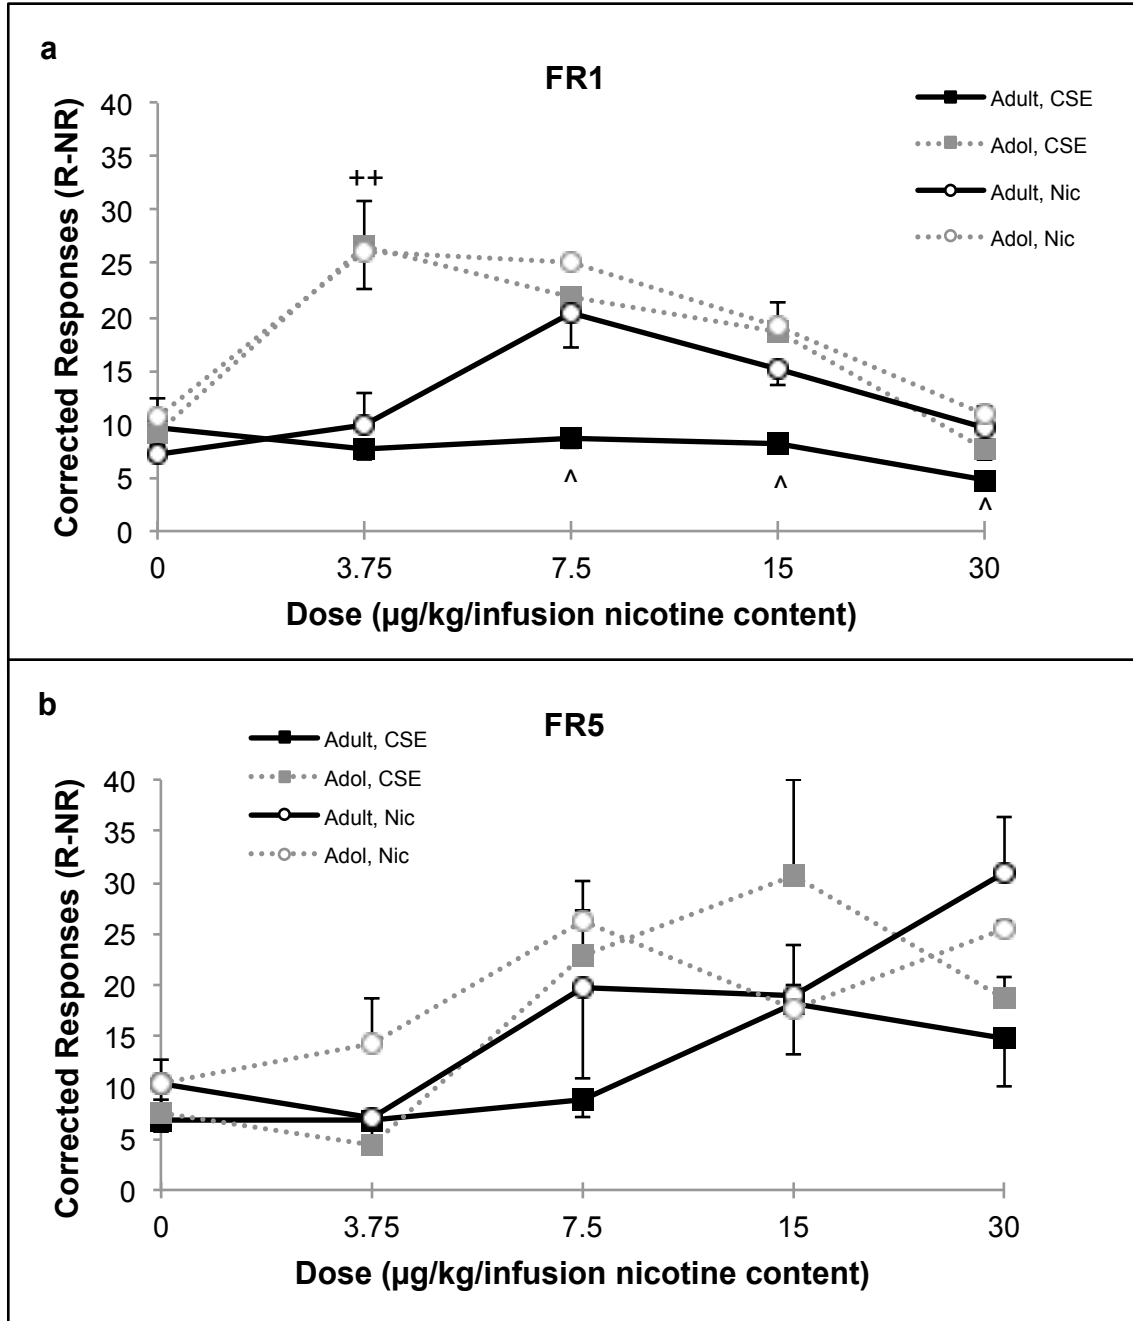 a
FR1
Adult, CSE
Adol, CSE
Adult, Nic
Adol, Nic
Corrected Responses (R-NR)
40
35
30
25
20
15
10
5
0
++
^ ^ ^
0 3.75 7.5 15 30
Dose (µg/kg/infusion nicotine content)
b
FR5
Adult, CSE
Adol, CSE
Adult, Nic
Adol, Nic
Corrected Responses (R-NR)
40
35
30
25
20
15
10
5
0
0 3.75 7.5 15 30
Dose (µg/kg/infusion nicotine content)